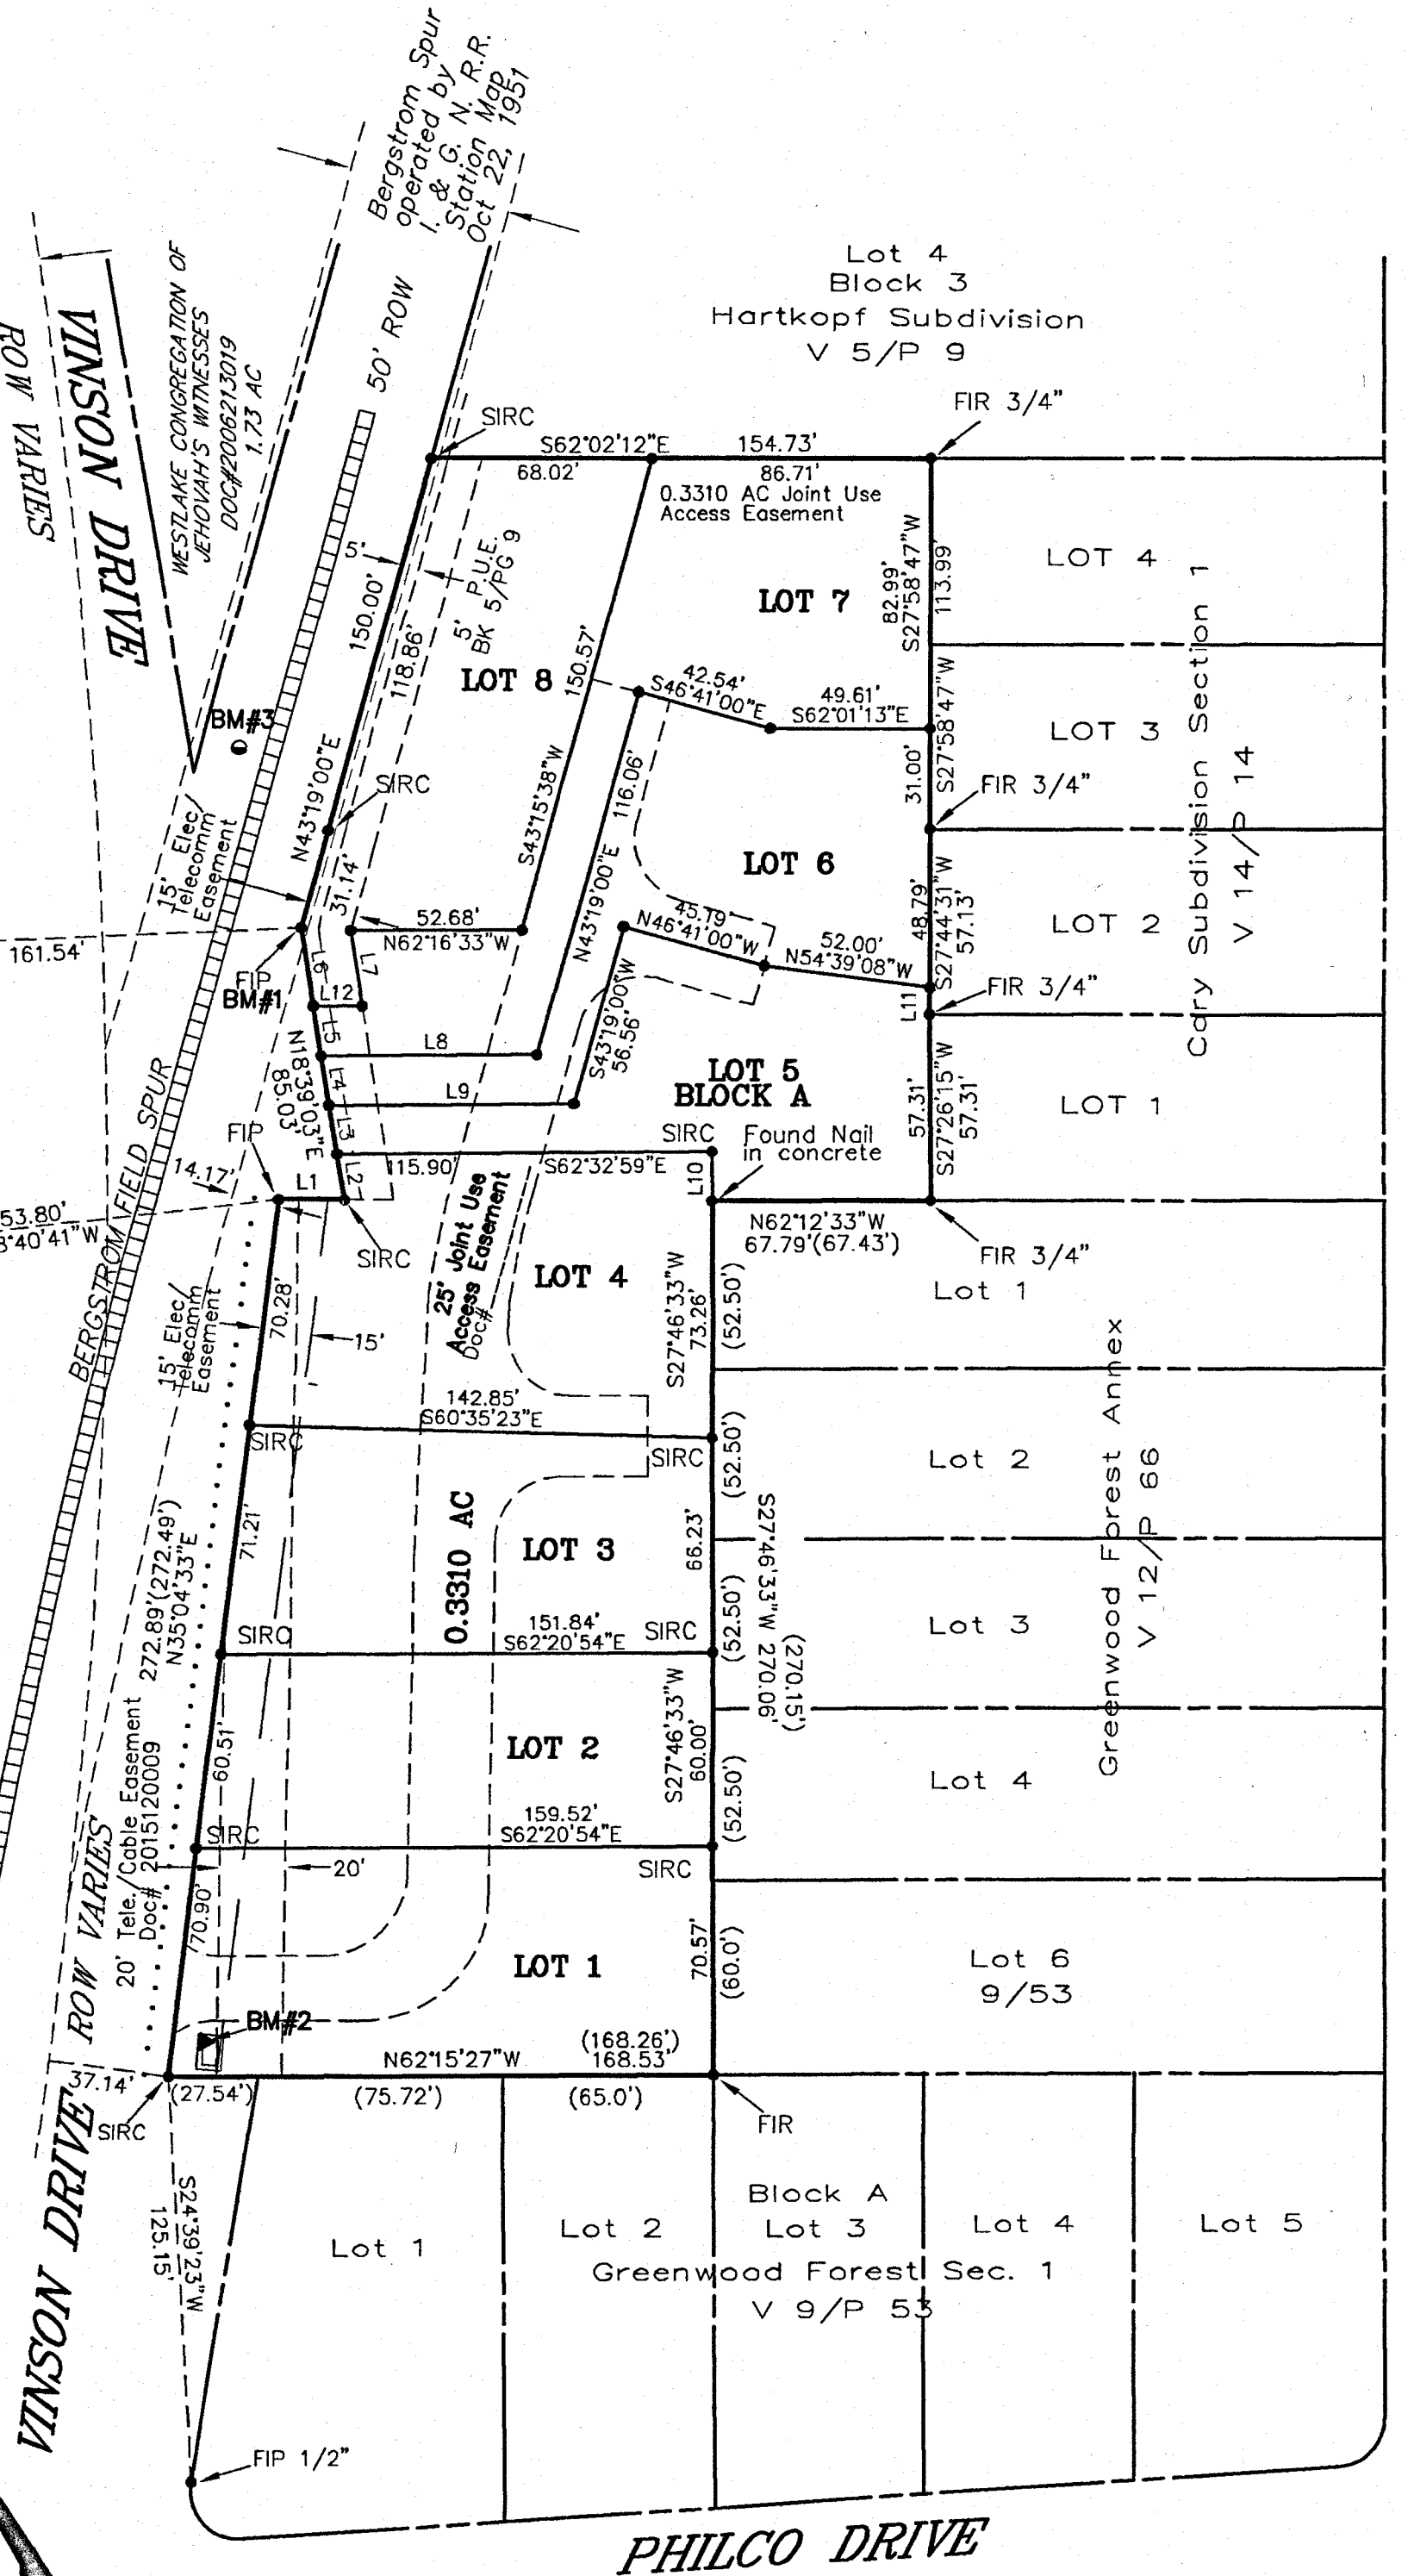 Bergstrom Spur
operated by
I. & G. N. R.R.
Station Map
Oct 22, 1951
Lot 4
Block 3
Hartkopf Subdivision
V 5/P 9
WESTLAKE CONGREGATION OF
JEHOVAH'S WITNESSES
DOC#2006213019
1.73 AC
VINSON DRIVE
ROW VARIES
50' ROW
SIRC
FIR 3/4"
S62°02'12"E
154.73'
68.02'
86.71'
0.3310 AC Joint Use
Access Easement
5'
5' P.U.E.
BK 5/PG 9
150.00'
118.86'
N43°19'00"E
LOT 7
82.99'
S27°58'47"W
113.99'
LOT 4
LOT 8
150.57'
S43°15'38"W
42.54'
S46°41'00"E
49.61'
S62°01'13"E
31.00'
S27°58'47"W
LOT 3
FIR 3/4"
Cary Subdivision Section 1
V 14/P 14
BM#3
SIRC
15' Elec/
Telecomm
Easement
116.06'
N43°19'00"E
LOT 6
48.79'
S27°44'31"W
57.13'
LOT 2
31.14'
52.68'
N62°16'33"W
45.19'
N46°41'00"W
52.00'
N54°39'08"W
161.54'
FIP
BM#1
L6
L7
L12
L5
L8
L4
L9
L3
L2
L1
N18°39'03"E
85.03'
S43°19'00"W
56.56'
L11
FIR 3/4"
LOT 5
BLOCK A
57.31'
S27°26'15"W
57.31'
LOT 1
FIP
14.17'
115.90'
S62°32'59"E
SIRC
L10
Found Nail
in concrete
53.80'
8°40'41"W
SIRC
N62°12'33"W
67.79'(67.43')
FIR 3/4"
BERGSTROM FIELD SPUR
15' Elec/
Telecomm
Easement
70.28'
15'
25' Joint Use
Access Easement
Doc#
LOT 4
S27°46'33"W
73.26'
(52.50')
Lot 1
142.85'
S60°35'23"E
SIRC
SIRC
(52.50')
Lot 2
Greenwood Forest Annex
V 12/P 66
272.89'(272.49')
N35°04'33"E
71.21'
0.3310 AC
LOT 3
66.23'
S27°46'33"W 270.06'
(270.15')
(52.50')
Lot 3
SIRC
151.84'
S62°20'54"E
SIRC
20' Tele./Cable Easement
Doc# 2015120009
60.51'
LOT 2
S27°46'33"W
60.00'
(52.50')
Lot 4
159.52'
S62°20'54"E
SIRC
SIRC
20'
ROW VARIES
70.90'
LOT 1
70.57'
(60.0')
Lot 6
9/53
BM#2
N62°15'27"W
(168.26')
168.53'
37.14'
SIRC
(27.54')
(75.72')
(65.0')
FIR
S24°39'23"W
125.15'
VINSON DRIVE
Lot 1
Lot 2
Block A
Lot 3
Lot 4
Lot 5
Greenwood Forest Sec. 1
V 9/P 53
FIP 1/2"
PHILCO DRIVE